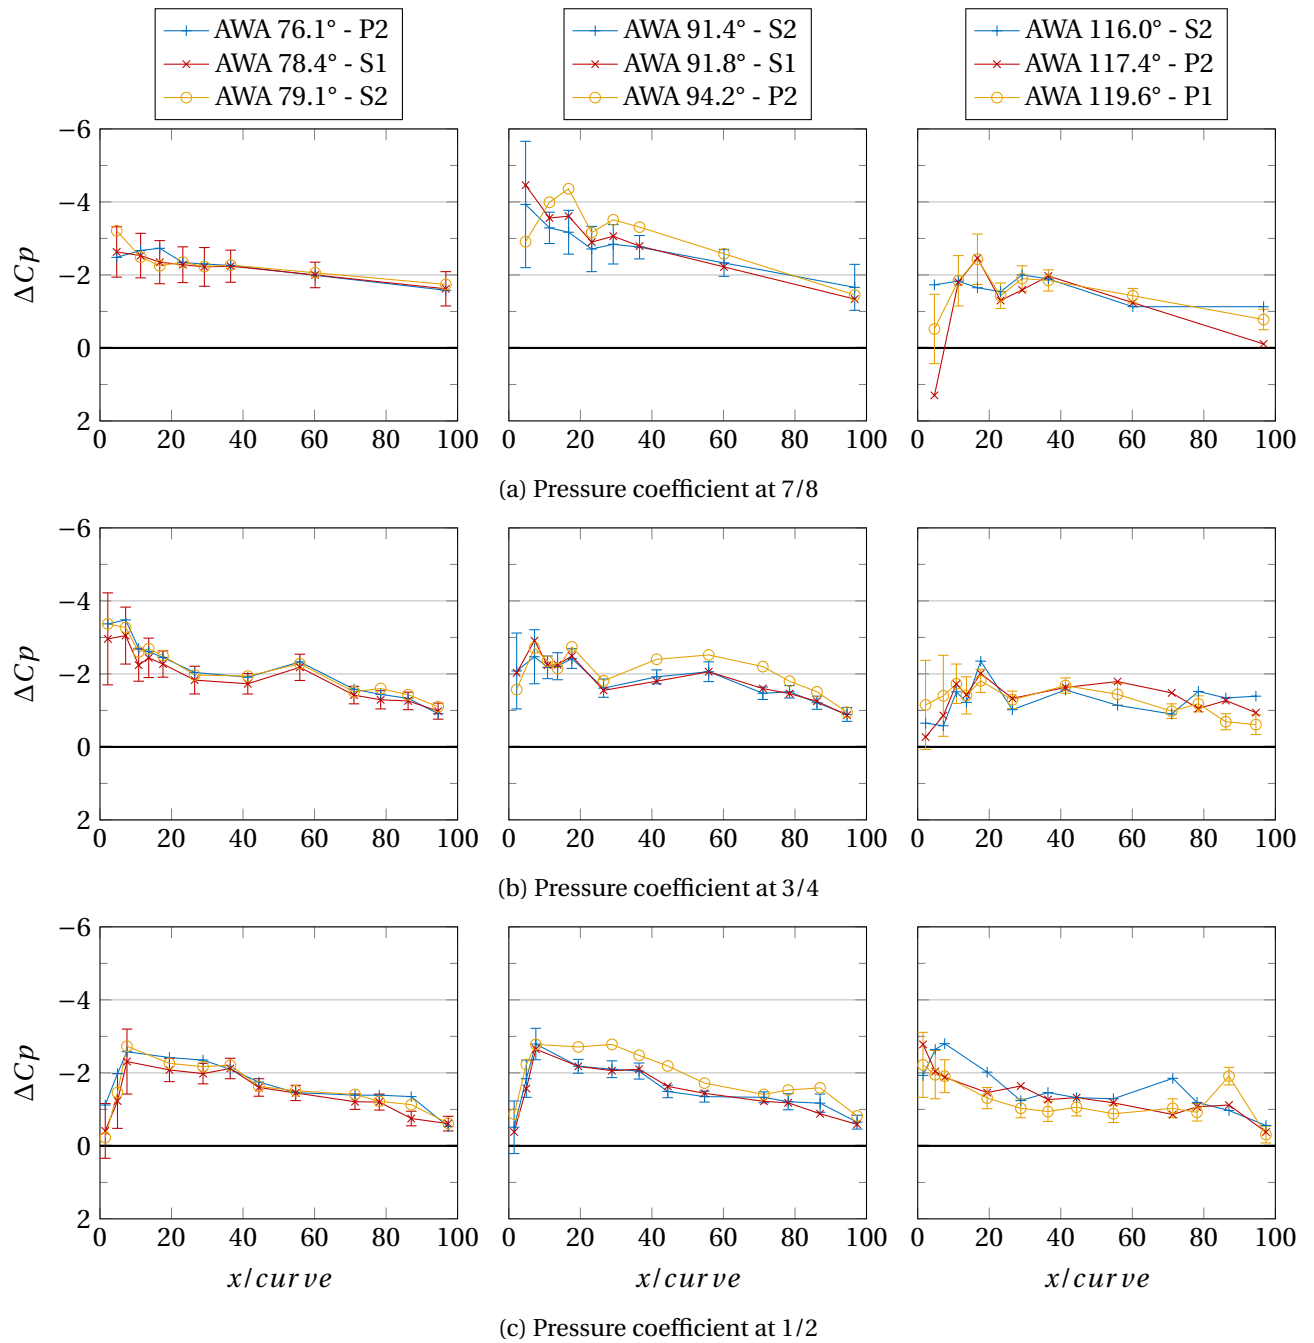 AWA 76.1° - P2
AWA 78.4° - S1
AWA 79.1° - S2
AWA 91.4° - S2
AWA 91.8° - S1
AWA 94.2° - P2
AWA 116.0° - S2
AWA 117.4° - P2
AWA 119.6° - P1
−6
−4
−2
0
2
ΔCp
0 20 40 60 80 100
0 20 40 60 80 100
0 20 40 60 80 100
(a) Pressure coefficient at 7/8
−6
−4
−2
0
2
ΔCp
0 20 40 60 80 100
0 20 40 60 80 100
0 20 40 60 80 100
(b) Pressure coefficient at 3/4
−6
−4
−2
0
2
ΔCp
0 20 40 60 80 100
0 20 40 60 80 100
0 20 40 60 80 100
x/curve
x/curve
x/curve
(c) Pressure coefficient at 1/2